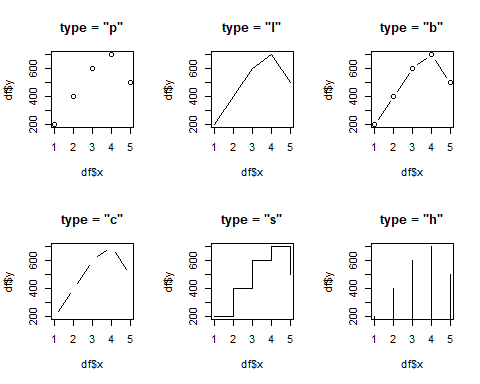 type = "p"
type = "l"
type = "b"
df$y
200 400 600
1 2 3 4 5
df$x
df$y
200 400 600
1 2 3 4 5
df$x
df$y
200 400 600
1 2 3 4 5
df$x
type = "c"
type = "s"
type = "h"
df$y
200 400 600
1 2 3 4 5
df$x
df$y
200 400 600
1 2 3 4 5
df$x
df$y
200 400 600
1 2 3 4 5
df$x